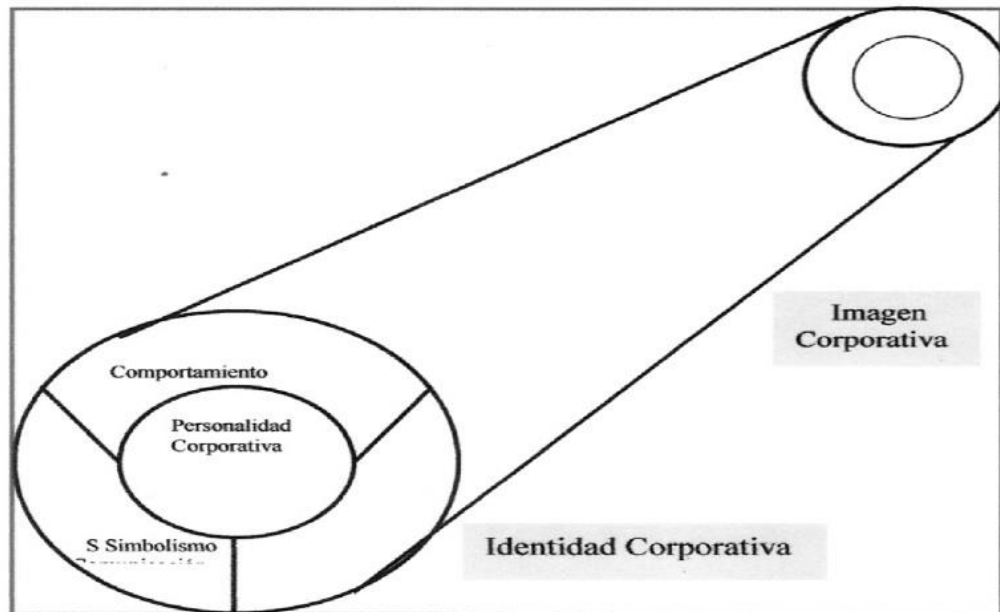 Imagen
Corporativa
Comportamiento
Personalidad
Corporativa
S Simbolismo
Identidad Corporativa